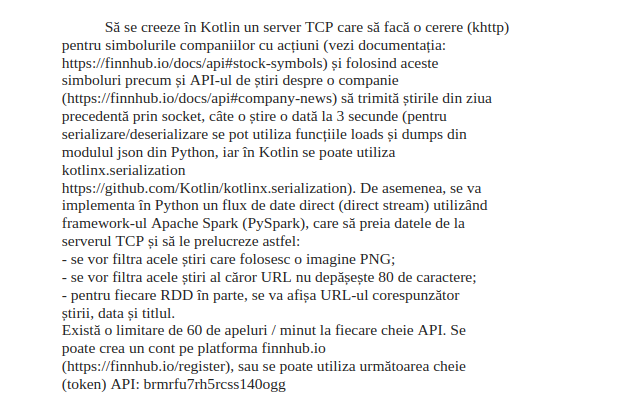 Să se creeze în Kotlin un server TCP care să facă o cerere (khttp)
pentru simbolurile companiilor cu acțiuni (vezi documentația:
https://finnhub.io/docs/api#stock-symbols) și folosind aceste
simboluri precum și API-ul de știri despre o companie
(https://finnhub.io/docs/api#company-news) să trimită știrile din ziua
precedentă prin socket, câte o știre o dată la 3 secunde (pentru
serializare/deserializare se pot utiliza funcțiile loads și dumps din
modulul json din Python, iar în Kotlin se poate utiliza
kotlinx.serialization
https://github.com/Kotlin/kotlinx.serialization). De asemenea, se va
implementa în Python un flux de date direct (direct stream) utilizând
framework-ul Apache Spark (PySpark), care să preia datele de la
serverul TCP și să le prelucreze astfel:
- se vor filtra acele știri care folosesc o imagine PNG;
- se vor filtra acele știri al căror URL nu depășește 80 de caractere;
- pentru fiecare RDD în parte, se va afișa URL-ul corespunzător
știrii, data și titlul.
Există o limitare de 60 de apeluri / minut la fiecare cheie API. Se
poate crea un cont pe platforma finnhub.io
(https://finnhub.io/register), sau se poate utiliza următoarea cheie
(token) API: brmrfu7rh5rcss140ogg